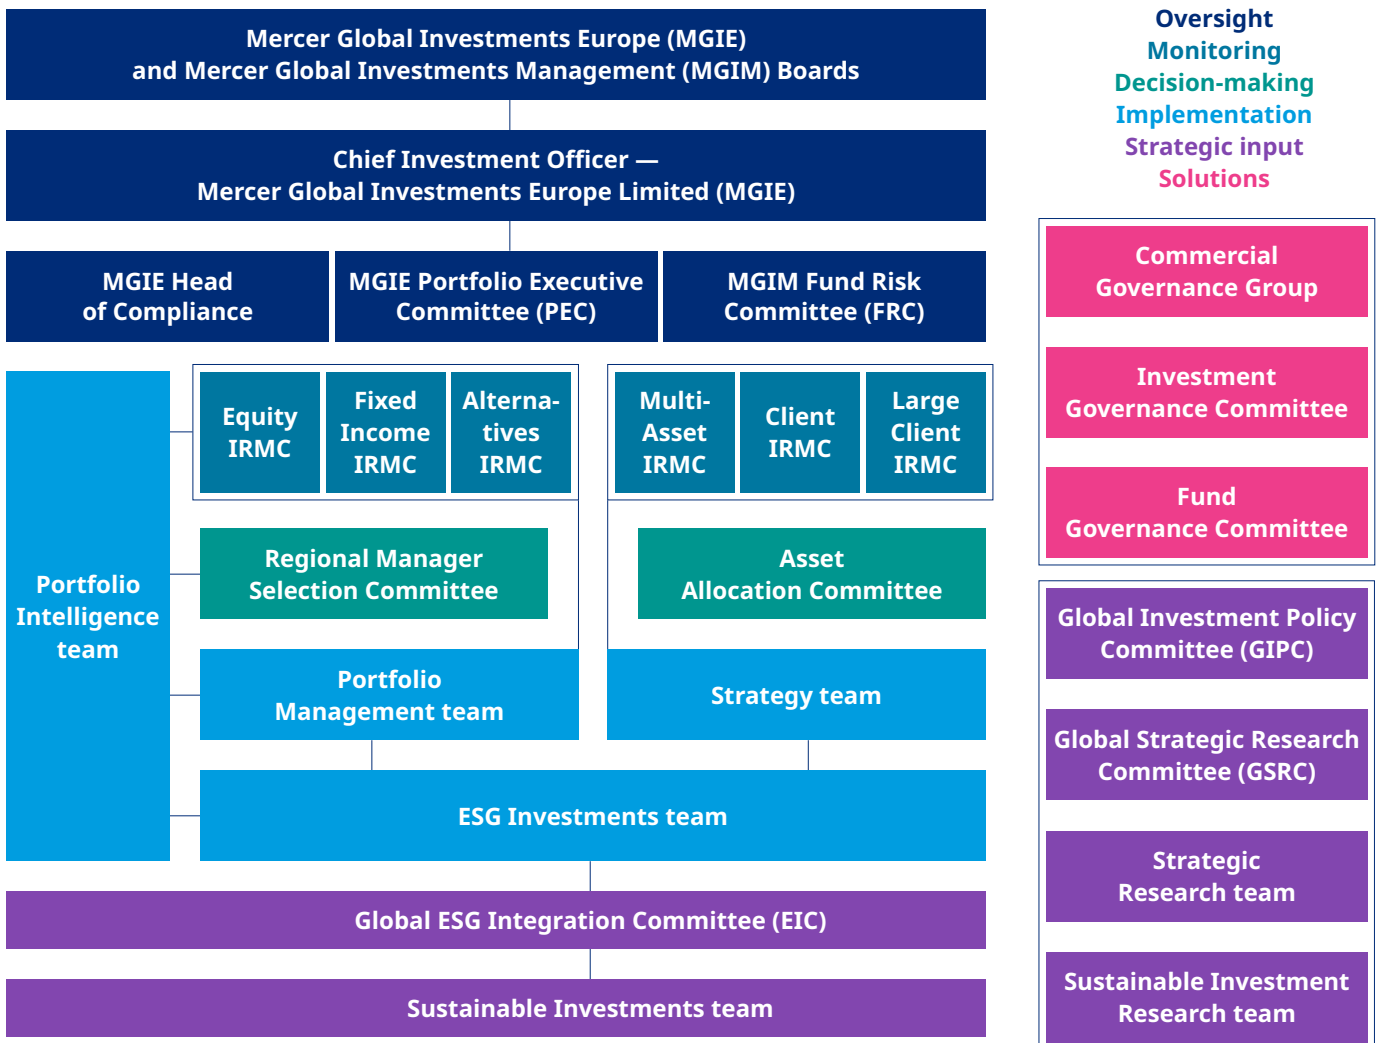 Mercer Global Investments Europe (MGIE)
and Mercer Global Investments Management (MGIM) Boards
Chief Investment Officer —
Mercer Global Investments Europe Limited (MGIE)
MGIE Head
of Compliance
MGIE Portfolio Executive
Committee (PEC)
MGIM Fund Risk
Committee (FRC)
Portfolio
Intelligence
team
Equity
IRMC
Fixed
Income
IRMC
Alterna-
tives
IRMC
Multi-
Asset
IRMC
Client
IRMC
Large
Client
IRMC
Regional Manager
Selection Committee
Asset
Allocation Committee
Portfolio
Management team
Strategy team
ESG Investments team
Global ESG Integration Committee (EIC)
Sustainable Investments team
Oversight
Monitoring
Decision-making
Implementation
Strategic input
Solutions
Commercial
Governance Group
Investment
Governance Committee
Fund
Governance Committee
Global Investment Policy
Committee (GIPC)
Global Strategic Research
Committee (GSRC)
Strategic
Research team
Sustainable Investment
Research team